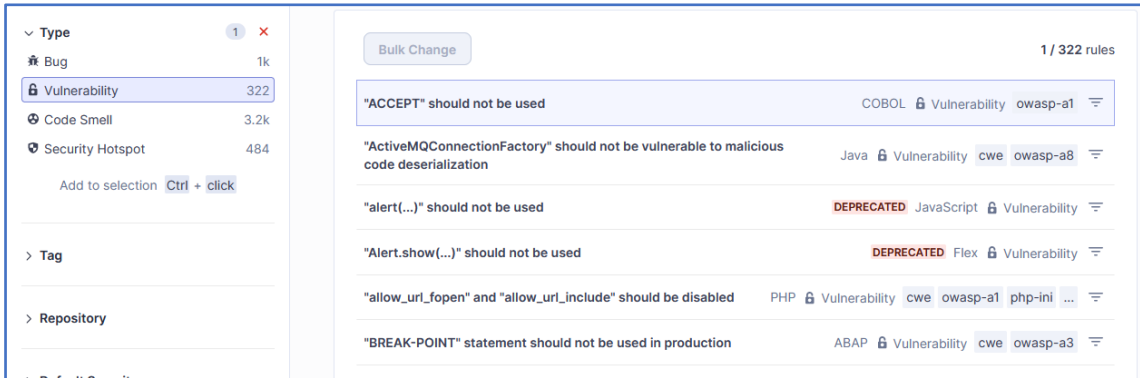 Type 1
Bug 1k
Vulnerability 322
Code Smell 3.2k
Security Hotspot 484
Add to selection Ctrl + click
Tag
Repository
Bulk Change
1 / 322 rules
"ACCEPT" should not be used COBOL Vulnerability owasp-a1
"ActiveMQConnectionFactory" should not be vulnerable to malicious
code deserialization
Java Vulnerability cwe owasp-a8
"alert(...)" should not be used DEPRECATED JavaScript Vulnerability
"Alert.show(...)" should not be used DEPRECATED Flex Vulnerability
"allow_url_fopen" and "allow_url_include" should be disabled PHP Vulnerability cwe owasp-a1 php-ini ...
"BREAK-POINT" statement should not be used in production ABAP Vulnerability cwe owasp-a3